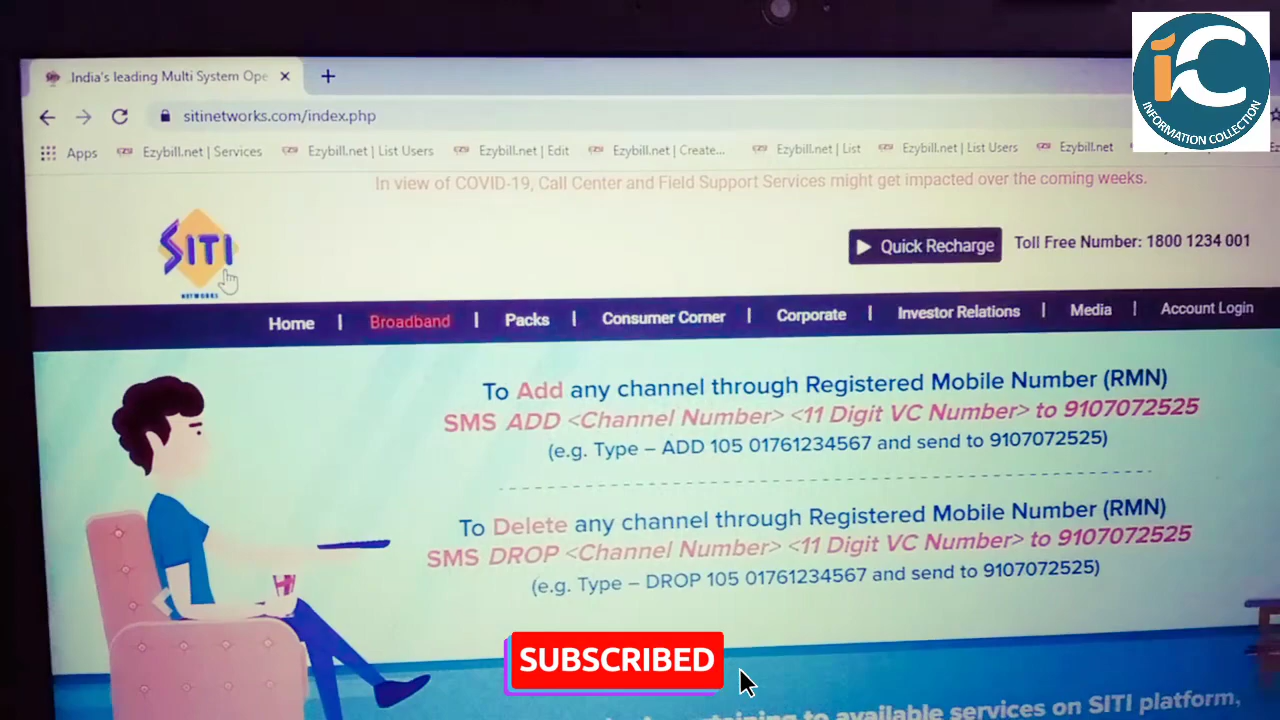 India's leading Multi System Ope
sitinetworks.com/index.php
Apps Ezybill.net | Services Ezybill.net | List Users Ezybill.net | Edit Ezybill.net | Create... Ezybill.net | List Ezybill.net | List Users Ezybill.net
iC
INFORMATION COLLECTION
In view of COVID-19, Call Center and Field Support Services might get impacted over the coming weeks.
SITI
NETWORKS
Quick Recharge Toll Free Number: 1800 1234 001
Home | Broadband | Packs | Consumer Corner | Corporate | Investor Relations | Media | Account Login
To Add any channel through Registered Mobile Number (RMN)
SMS ADD <Channel Number> <11 Digit VC Number> to 9107072525
(e.g. Type – ADD 105 01761234567 and send to 9107072525)
To Delete any channel through Registered Mobile Number (RMN)
SMS DROP <Channel Number> <11 Digit VC Number> to 9107072525
(e.g. Type – DROP 105 01761234567 and send to 9107072525)
SUBSCRIBED
to available services on SITI platform,